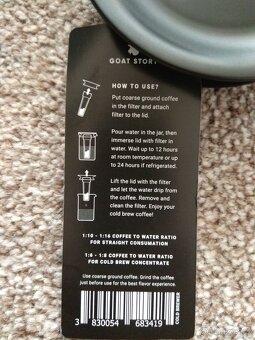 GOAT STORY
HOW TO USE?
Put coarse ground coffee
in the filter and attach
filter to the lid.
Pour water in the jar, then
immerse lid with filter in
water. Wait up to 12 hours
at room temperature or up
to 24 hours if refrigerated.
Lift the lid with the filter
and let the water drip from
the coffee. Remove and
clean the filter. Enjoy your
cold brew coffee!
1:10 - 1:16 COFFEE TO WATER RATIO
FOR STRAIGHT CONSUMATION
1:6 - 1:8 COFFEE TO WATER RATIO
FOR COLD BREW CONCENTRATE
Use coarse ground coffee. Grind the coffee
just before use for the best flavor experience.
3 830054 683419
COLD BREWER